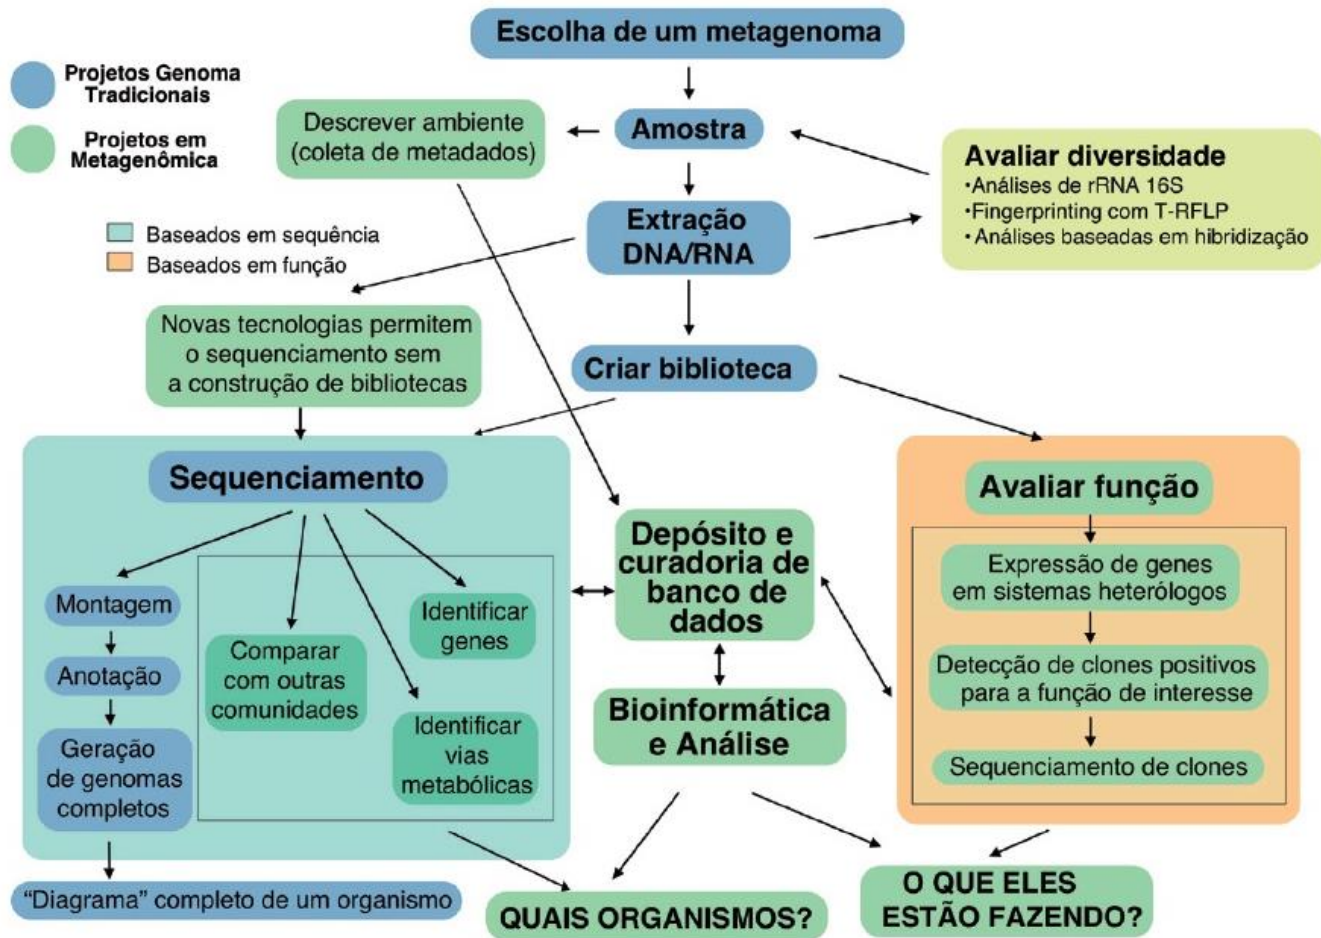 Escolha de um metagenoma
Projetos Genoma
Tradicionais
Projetos em
Metagenômica
Descrever ambiente
(coleta de metadados)
Amostra
Avaliar diversidade
•Análises de rRNA 16S
•Fingerprinting com T-RFLP
•Análises baseadas em hibridização
Extração
DNA/RNA
Baseados em sequência
Baseados em função
Novas tecnologias permitem
o sequenciamento sem
a construção de bibliotecas
Criar biblioteca
Sequenciamento
Montagem
Anotação
Geração
de genomas
completos
Comparar
com outras
comunidades
Identificar
genes
Identificar
vias
metabólicas
Depósito e
curadoria de
banco de
dados
Bioinformática
e Análise
Avaliar função
Expressão de genes
em sistemas heterólogos
Detecção de clones positivos
para a função de interesse
Sequenciamento de clones
“Diagrama” completo de um organismo
QUAIS ORGANISMOS?
O QUE ELES
ESTÃO FAZENDO?